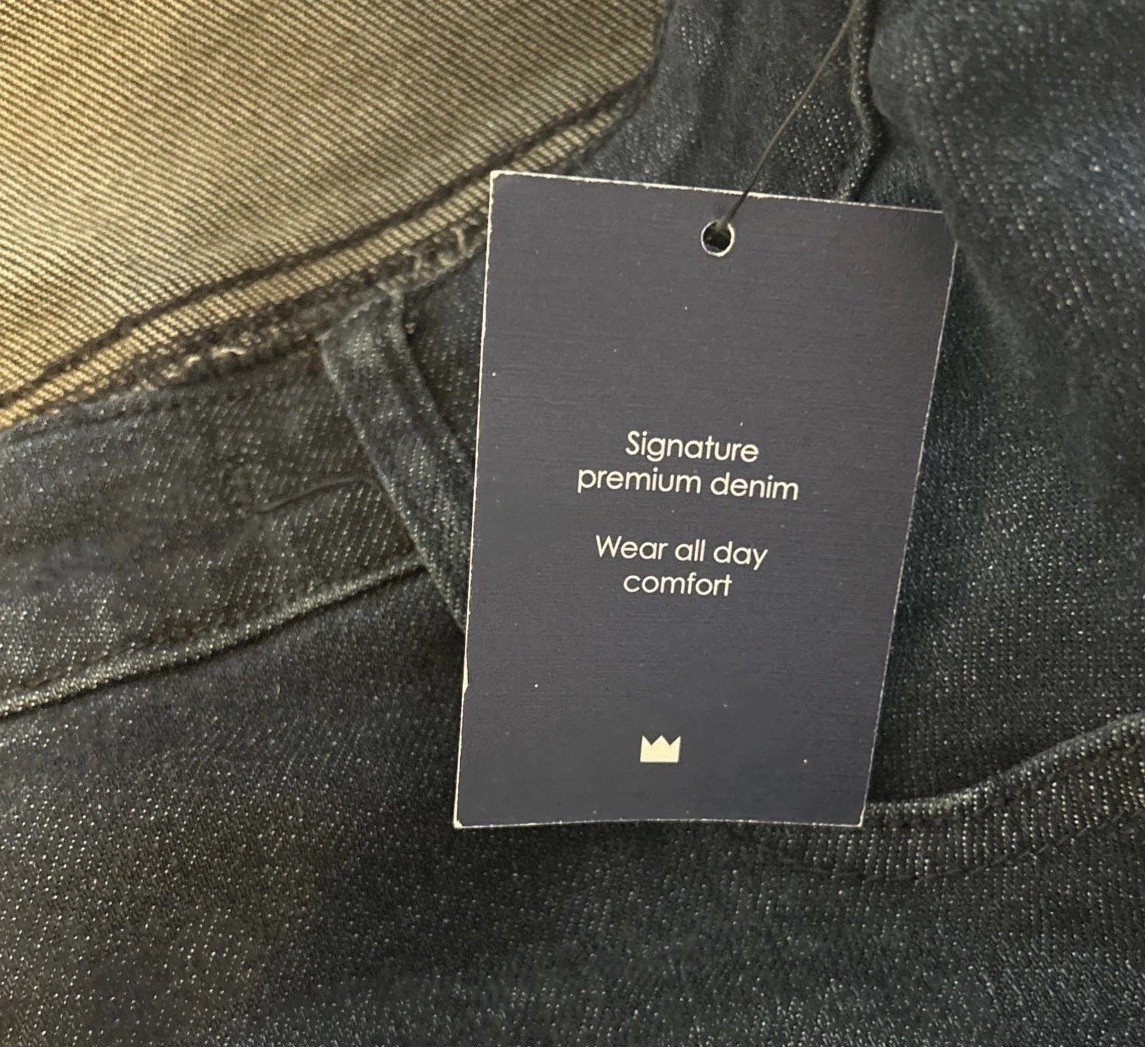 Signature
premium denim
Wear all day
comfort